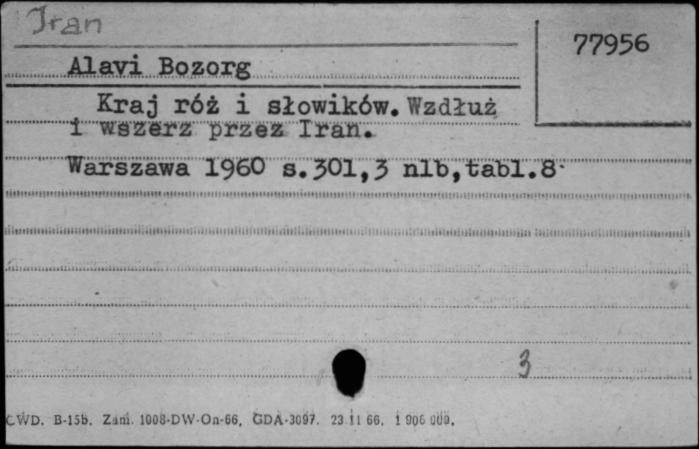 Iran
77956
Alavi Bozorg
Kraj róż i słowików. Wzdłuż
i wszerz przez Iran.
Warszawa 1960 s.301,3 nlb,tabl.8
3
CWD. B-15b. Zam. 1008-DW-On-66, GDA-3097. 23.11 66. 1 906 000.